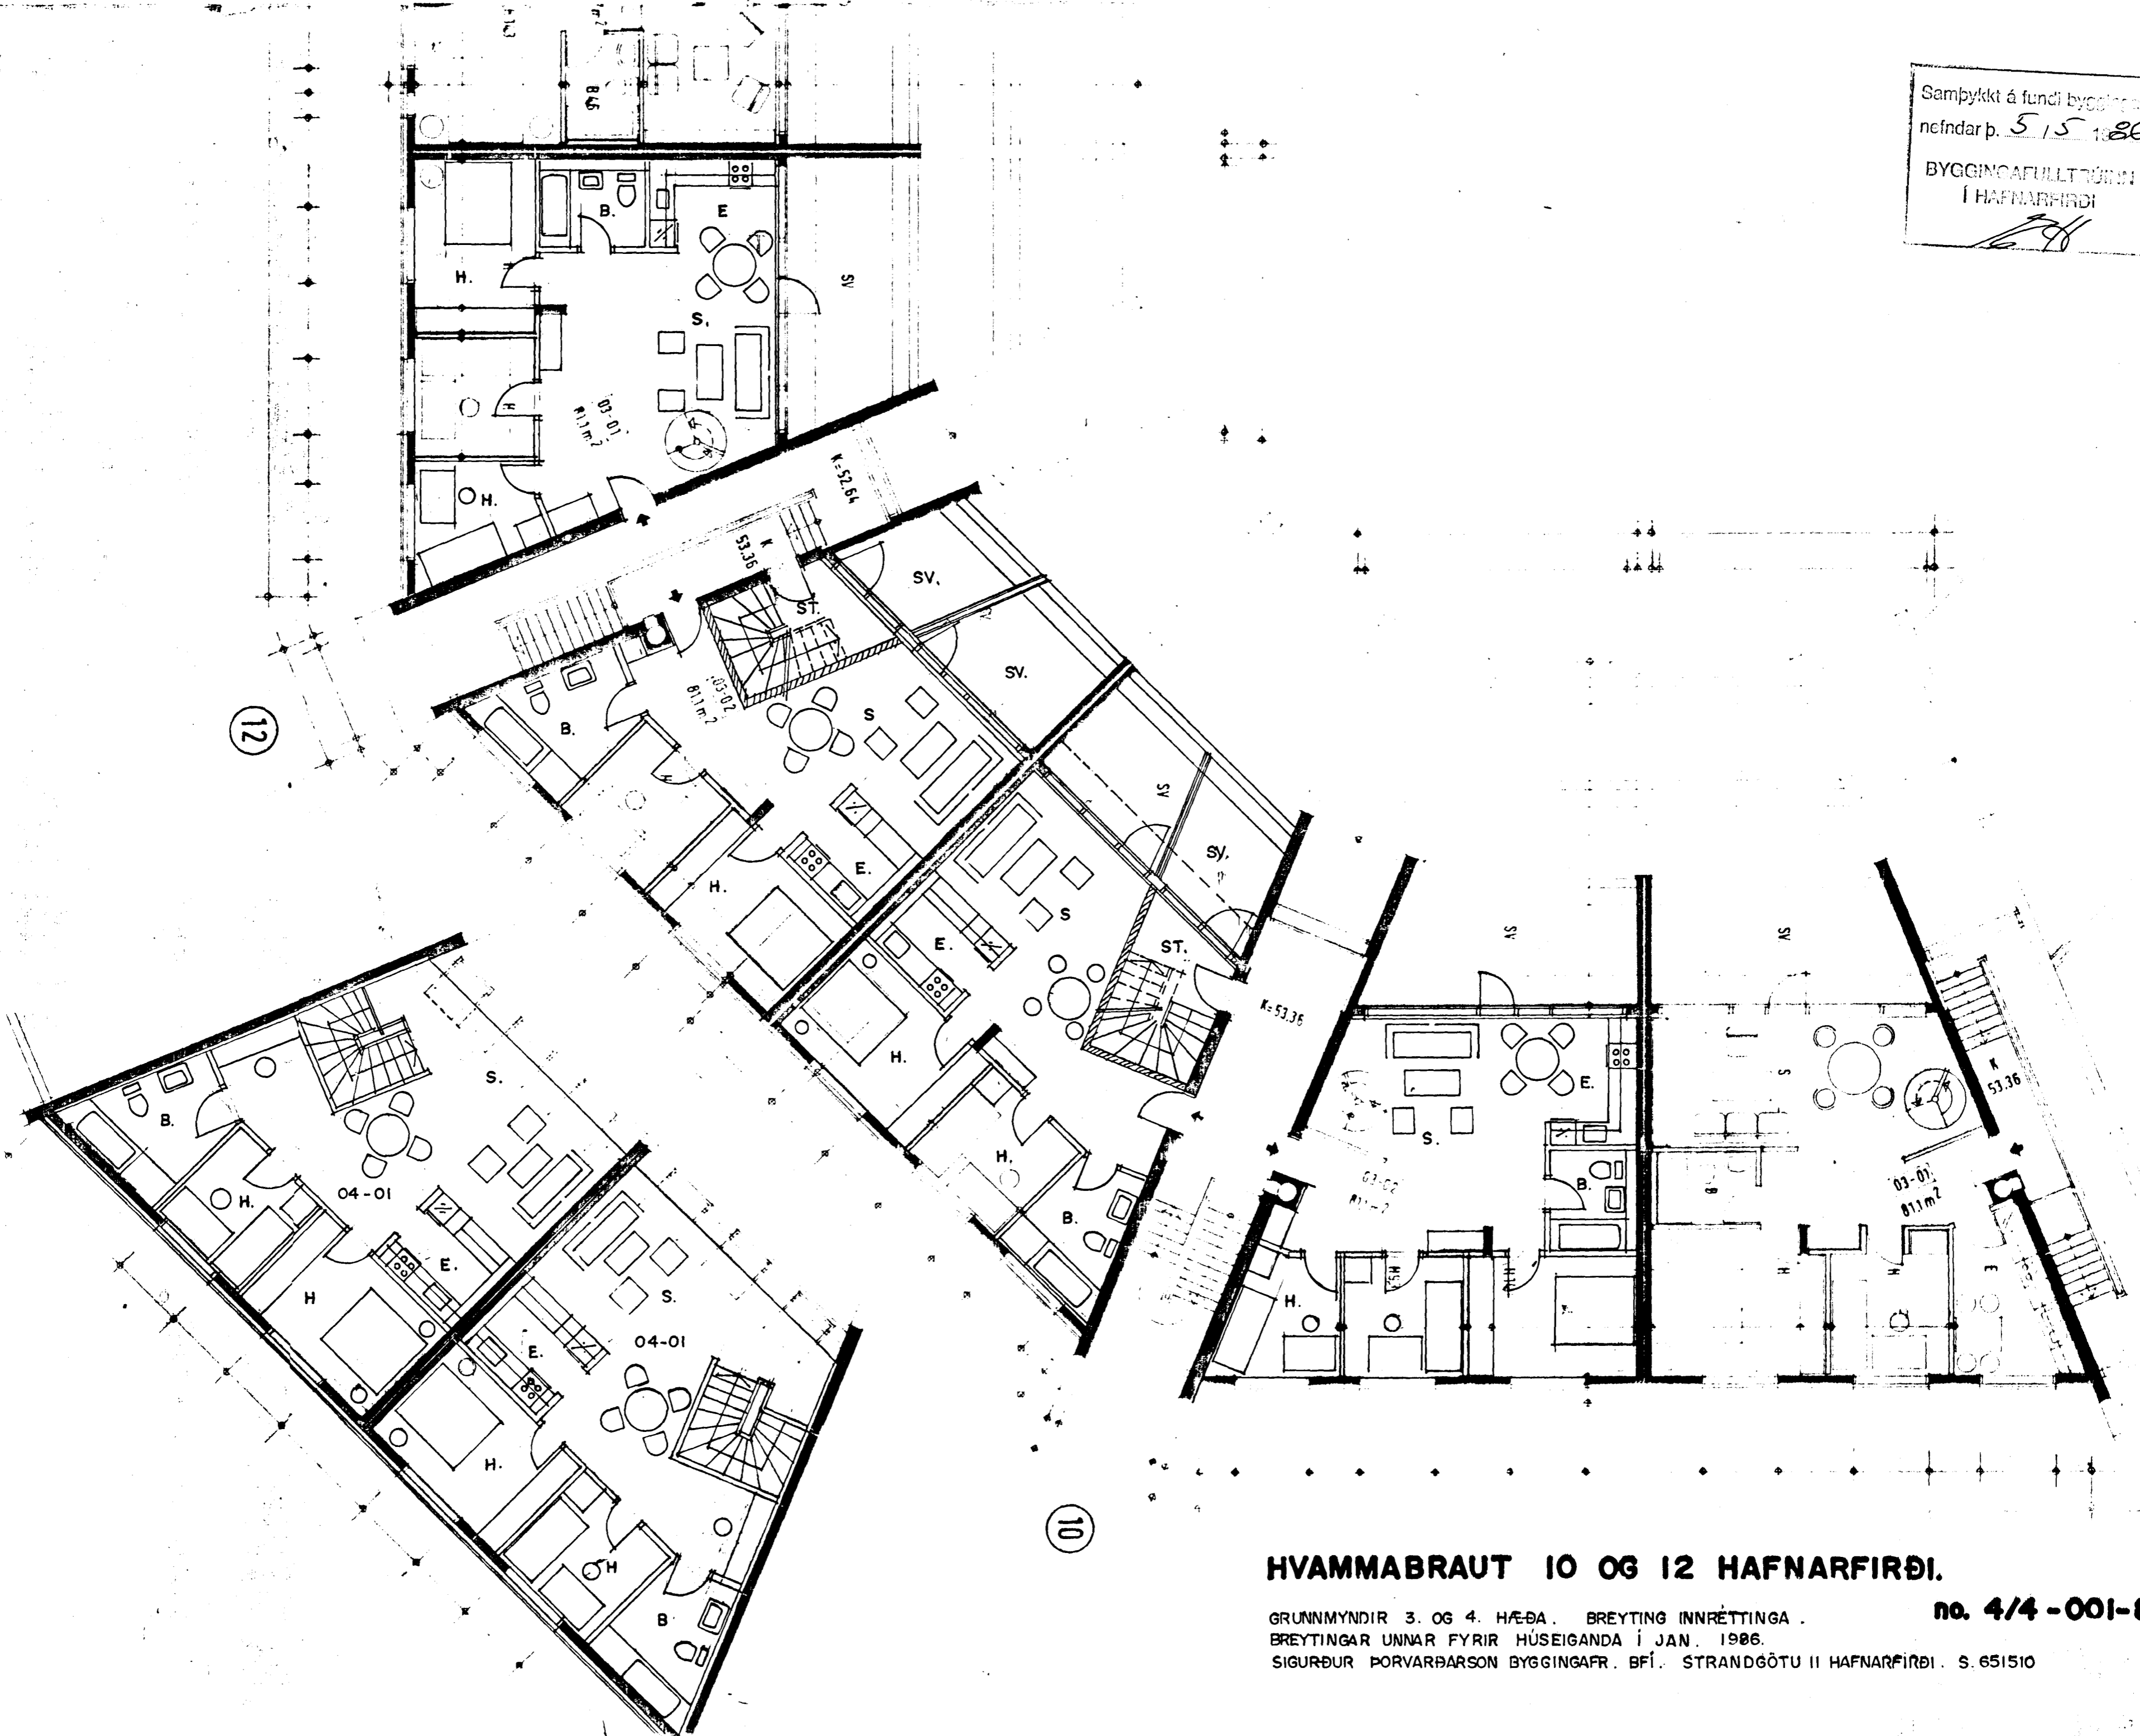 Samþykkt á fundi
nefndar þ. 5 / 5 1986
BYGGINGAFULLTRÚINN
Í HAFNARFIRÐI
B.
E
H.
SV
S.
H
03-01
81.1 m2
H
H.
K=52.64
K
53.36
ST.
SV.
SV.
03-02
81.1 m2
S
B.
H
E.
H.
12
SV
SV.
S
E.
ST.
H.
K=53.36
H.
B.
SV
SV
E.
S.
S
K
53.36
03-02
B.
B
03-01
81.1 m2
H.
H
H
H
H
E
S.
B.
H.
04-01
E.
H
S.
04-01
E.
H.
H
B
10
HVAMMABRAUT 10 OG 12 HAFNARFIRÐI.
no. 4/4-001-
GRUNNMYNDIR 3. OG 4. HÆÐA. BREYTING INNRÉTTINGA.
BREYTINGAR UNNAR FYRIR HÚSEIGANDA Í JAN. 1986.
SIGURÐUR ÞORVARÐARSON BYGGINGAFR. BFÍ. STRANDGÖTU 11 HAFNARFIRÐI. S. 651510